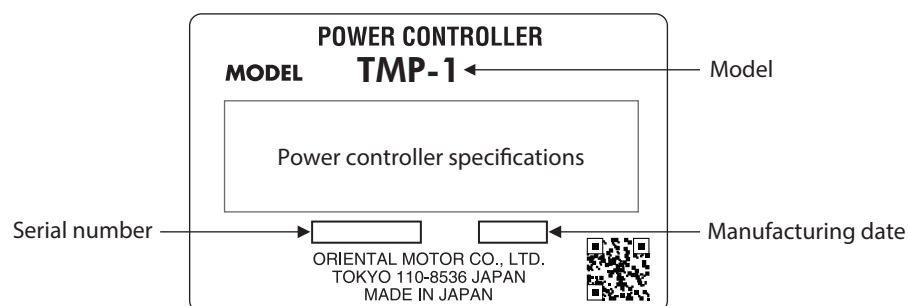 POWER CONTROLLER
MODEL TMP-1
Model
Power controller specifications
Serial number
Manufacturing date
ORIENTAL MOTOR CO., LTD.
TOKYO 110-8536 JAPAN
MADE IN JAPAN